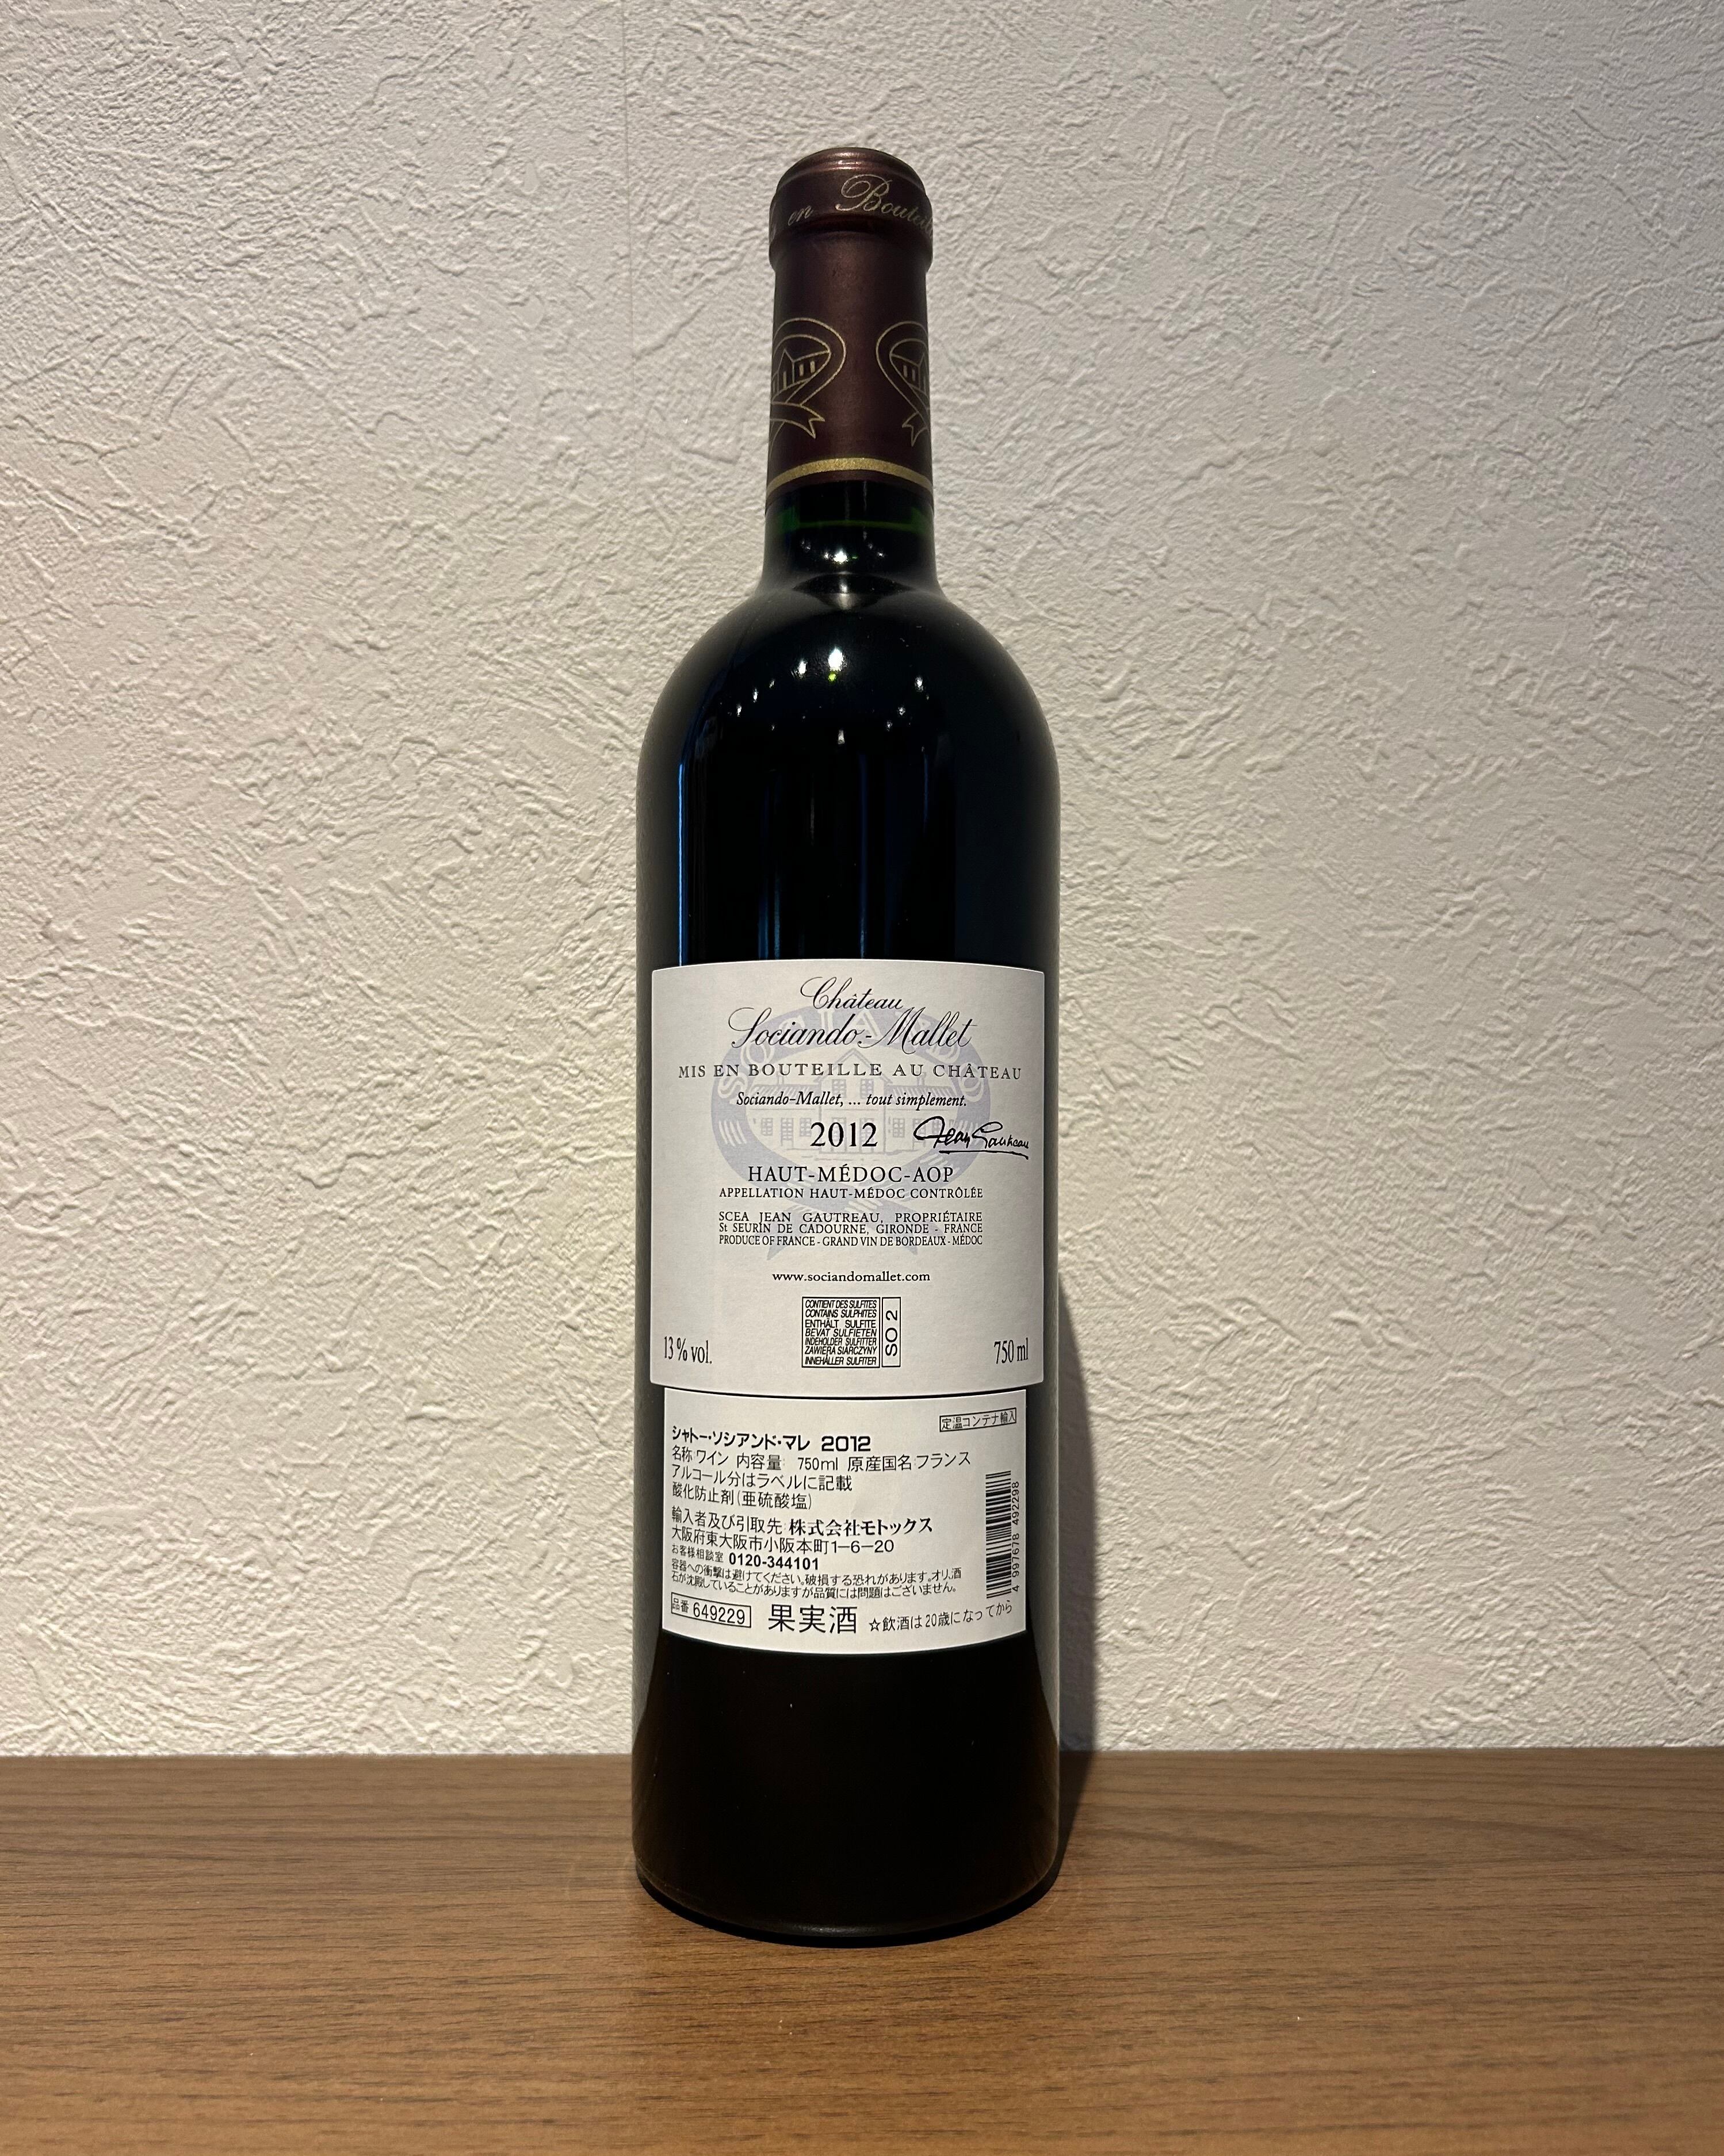 en Boutei
Château
Sociando-Mallet
MIS EN BOUTEILLE AU CHÂTEAU
Sociando-Mallet, ... tout simplement.
2012 Jean Gautreau
HAUT-MÉDOC-AOP
APPELLATION HAUT-MÉDOC CONTRÔLÉE
SCEA JEAN GAUTREAU, PROPRIÉTAIRE
St SEURIN DE CADOURNE, GIRONDE - FRANCE
PRODUCE OF FRANCE - GRAND VIN DE BORDEAUX - MÉDOC
www.sociandomallet.com
CONTIENT DES SULFITES
CONTAINS SULPHITES
ENTHÄLT SULFITE
BEVAT SULFIETEN
INDEHOLDER SULFITTER
ZAWIERA SIARCZYNY
INNEHÅLLER SULFITER
SO2
13 % vol.
750 ml
定温コンテナ輸入
シャトー・ソシアンド・マレ 2012
名称 ワイン 内容量 750ml 原産国名 フランス
アルコール分はラベルに記載
酸化防止剤(亜硫酸塩)
輸入者及び引取先 株式会社モトックス
大阪府東大阪市小阪本町1-6-20
お客様相談室 0120-344101
容器への衝撃は避けてください。破損する恐れがあります。オリ、酒
石が沈殿していることがありますが品質には問題はございません。
品番 649229 果実酒 ☆飲酒は20歳になってから
4 997678 492298